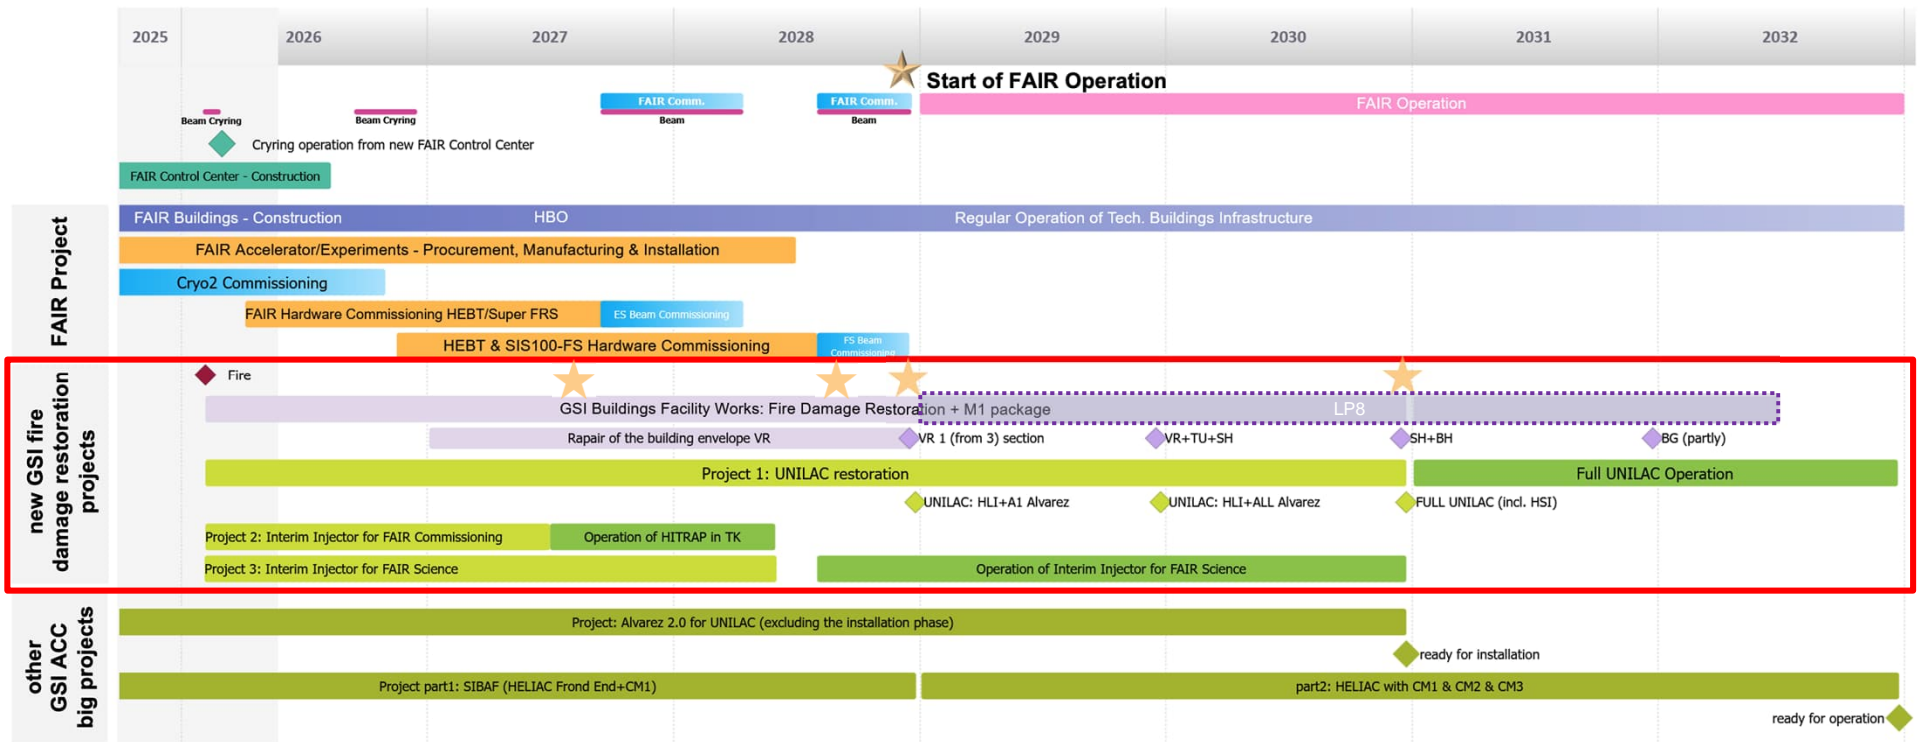 2025
2026
2027
2028
2029
2030
2031
2032
Start of FAIR Operation
FAIR Comm.
FAIR Comm.
FAIR Operation
Beam Cryring
Beam Cryring
Beam
Beam
Cryring operation from new FAIR Control Center
FAIR Control Center - Construction
FAIR Project
FAIR Buildings - Construction
HBO
Regular Operation of Tech. Buildings Infrastructure
FAIR Accelerator/Experiments - Procurement, Manufacturing & Installation
Cryo2 Commissioning
FAIR Hardware Commissioning HEBT/Super FRS
ES Beam Commissioning
HEBT & SIS100-FS Hardware Commissioning
FS Beam
Commissioning
new GSI fire
damage restoration
projects
Fire
GSI Buildings Facility Works: Fire Damage Restoration + M1 package
LP8
Rapair of the building envelope VR
VR 1 (from 3) section
VR+TU+SH
SH+BH
BG (partly)
Project 1: UNILAC restoration
Full UNILAC Operation
UNILAC: HLI+A1 Alvarez
UNILAC: HLI+ALL Alvarez
FULL UNILAC (incl. HSI)
Project 2: Interim Injector for FAIR Commissioning
Operation of HITRAP in TK
Project 3: Interim Injector for FAIR Science
Operation of Interim Injector for FAIR Science
other
GSI ACC
big projects
Project: Alvarez 2.0 for UNILAC (excluding the installation phase)
ready for installation
Project part1: SIBAF (HELIAC Frond End+CM1)
part2: HELIAC with CM1 & CM2 & CM3
ready for operation